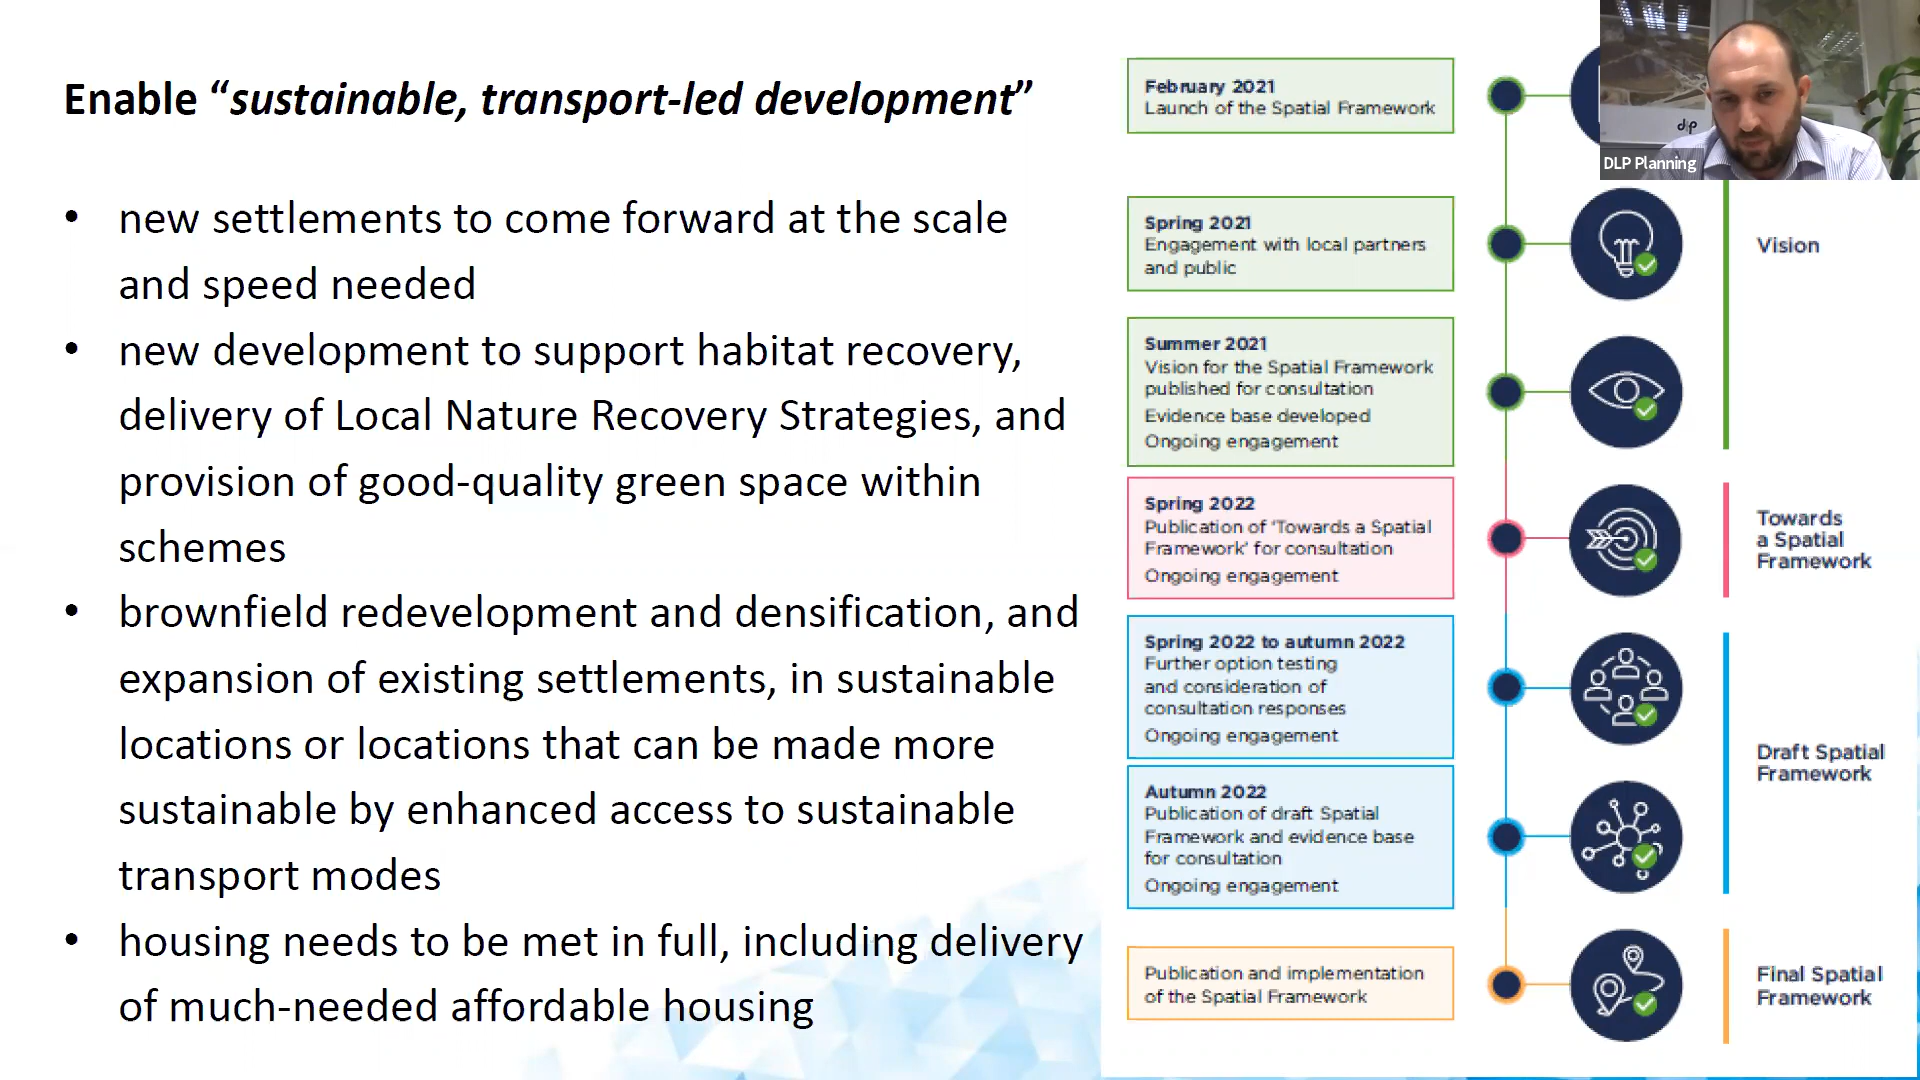 Enable “sustainable, transport-led development”
• new settlements to come forward at the scale
and speed needed
• new development to support habitat recovery,
delivery of Local Nature Recovery Strategies, and
provision of good-quality green space within
schemes
• brownfield redevelopment and densification, and
expansion of existing settlements, in sustainable
locations or locations that can be made more
sustainable by enhanced access to sustainable
transport modes
• housing needs to be met in full, including delivery
of much-needed affordable housing
February 2021
Launch of the Spatial Framework
Spring 2021
Engagement with local partners
and public
Summer 2021
Vision for the Spatial Framework
published for consultation
Evidence base developed
Ongoing engagement
Spring 2022
Publication of ‘Towards a Spatial
Framework’ for consultation
Ongoing engagement
Spring 2022 to autumn 2022
Further option testing
and consideration of
consultation responses
Ongoing engagement
Autumn 2022
Publication of draft Spatial
Framework and evidence base
for consultation
Ongoing engagement
Publication and implementation
of the Spatial Framework
Vision
Towards
a Spatial
Framework
Draft Spatial
Framework
Final Spatial
Framework
dlp
DLP Planning